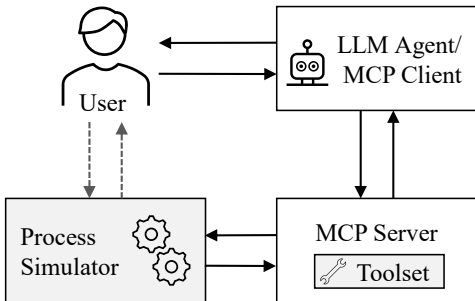 LLM Agent/
MCP Client
User
Process
Simulator
MCP Server
Toolset